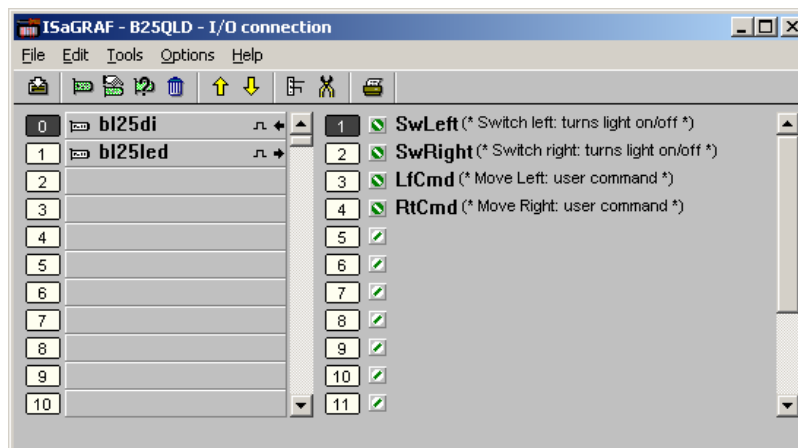 ISaGRAF - B25QLD - I/O connection
File Edit Tools Options Help
0 bl25di
1 bl25led
2
3
4
5
6
7
8
9
10
1 SwLeft (* Switch left: turns light on/off *)
2 SwRight (* Switch right: turns light on/off *)
3 LfCmd (* Move Left: user command *)
4 RtCmd (* Move Right: user command *)
5
6
7
8
9
10
11